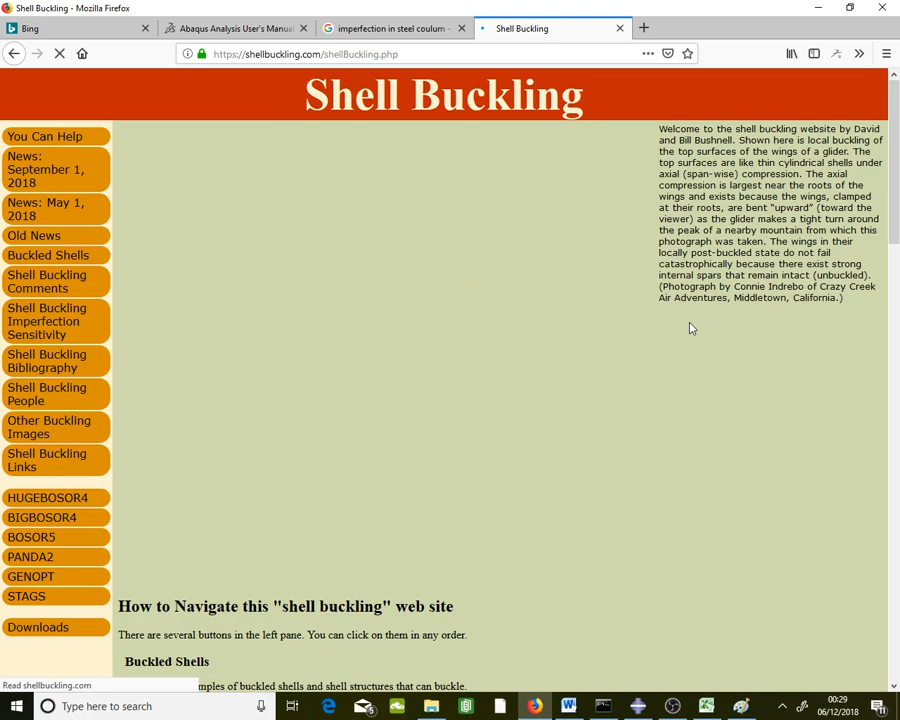 Shell Buckling - Mozilla Firefox
Bing
Abaqus Analysis User's Manual
imperfection in steel coulum -
Shell Buckling
https://shellbuckling.com/shellBuckling.php
Shell Buckling
You Can Help
News:
September 1,
2018
News: May 1,
2018
Old News
Buckled Shells
Shell Buckling
Comments
Shell Buckling
Imperfection
Sensitivity
Shell Buckling
Bibliography
Shell Buckling
People
Other Buckling
Images
Shell Buckling
Links
HUGEBOSOR4
BIGBOSOR4
BOSOR5
PANDA2
GENOPT
STAGS
Downloads
Welcome to the shell buckling website by David
and Bill Bushnell. Shown here is local buckling of
the top surfaces of the wings of a glider. The
top surfaces are like thin cylindrical shells under
axial (span-wise) compression. The axial
compression is largest near the roots of the
wings and exists because the wings, clamped
at their roots, are bent “upward” (toward the
viewer) as the glider makes a tight turn around
the peak of a nearby mountain from which this
photograph was taken. The wings in their
locally post-buckled state do not fail
catastrophically because there exist strong
internal spars that remain intact (unbuckled).
(Photograph by Connie Indrebo of Crazy Creek
Air Adventures, Middletown, California.)
How to Navigate this "shell buckling" web site
There are several buttons in the left pane. You can click on them in any order.
Buckled Shells
mples of buckled shells and shell structures that can buckle.
Read shellbuckling.com
Type here to search
5
00:29
06/12/2018
11